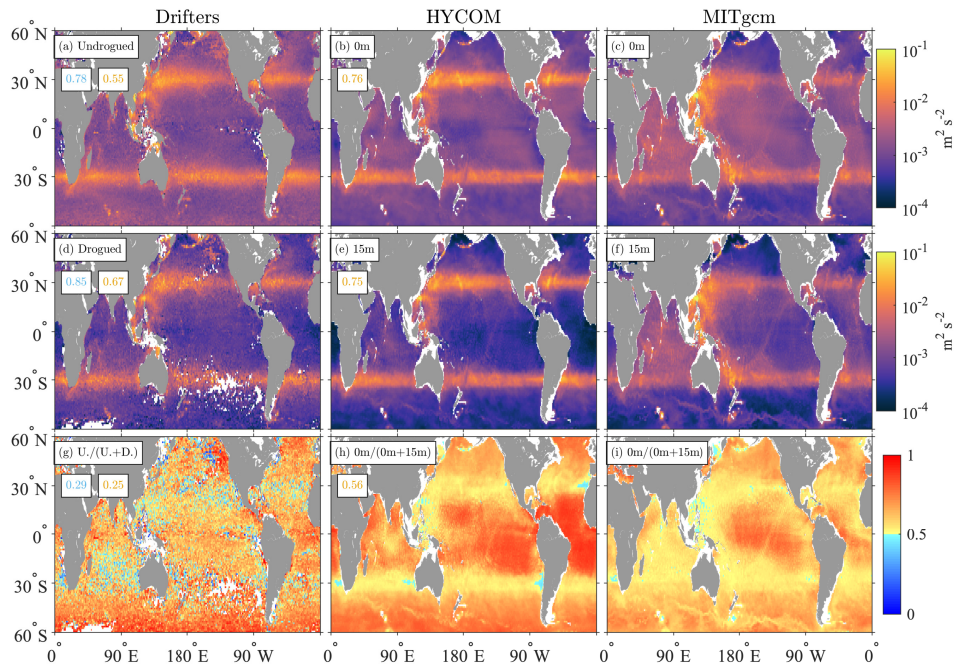 Drifters HYCOM MITgcm
60° N (a) Undrogued (b) 0m (c) 0m 10⁻¹
0.78 0.55 0.76
30° N 10⁻²
0° m² s⁻²
10⁻³
30° S
10⁻⁴
60° N (d) Drogued (e) 15m (f) 15m 10⁻¹
0.85 0.67 0.75
30° N 10⁻²
0° m² s⁻²
10⁻³
30° S
10⁻⁴
60° N (g) U./(U.+D.) (h) 0m/(0m+15m) (i) 0m/(0m+15m) 1
0.29 0.25 0.56
30° N
0° 0.5
30° S
0
60° S
0 90 E 180 E 90° W 0 90 E 180 E 90 W 0 90 E 180° E 90° W 0